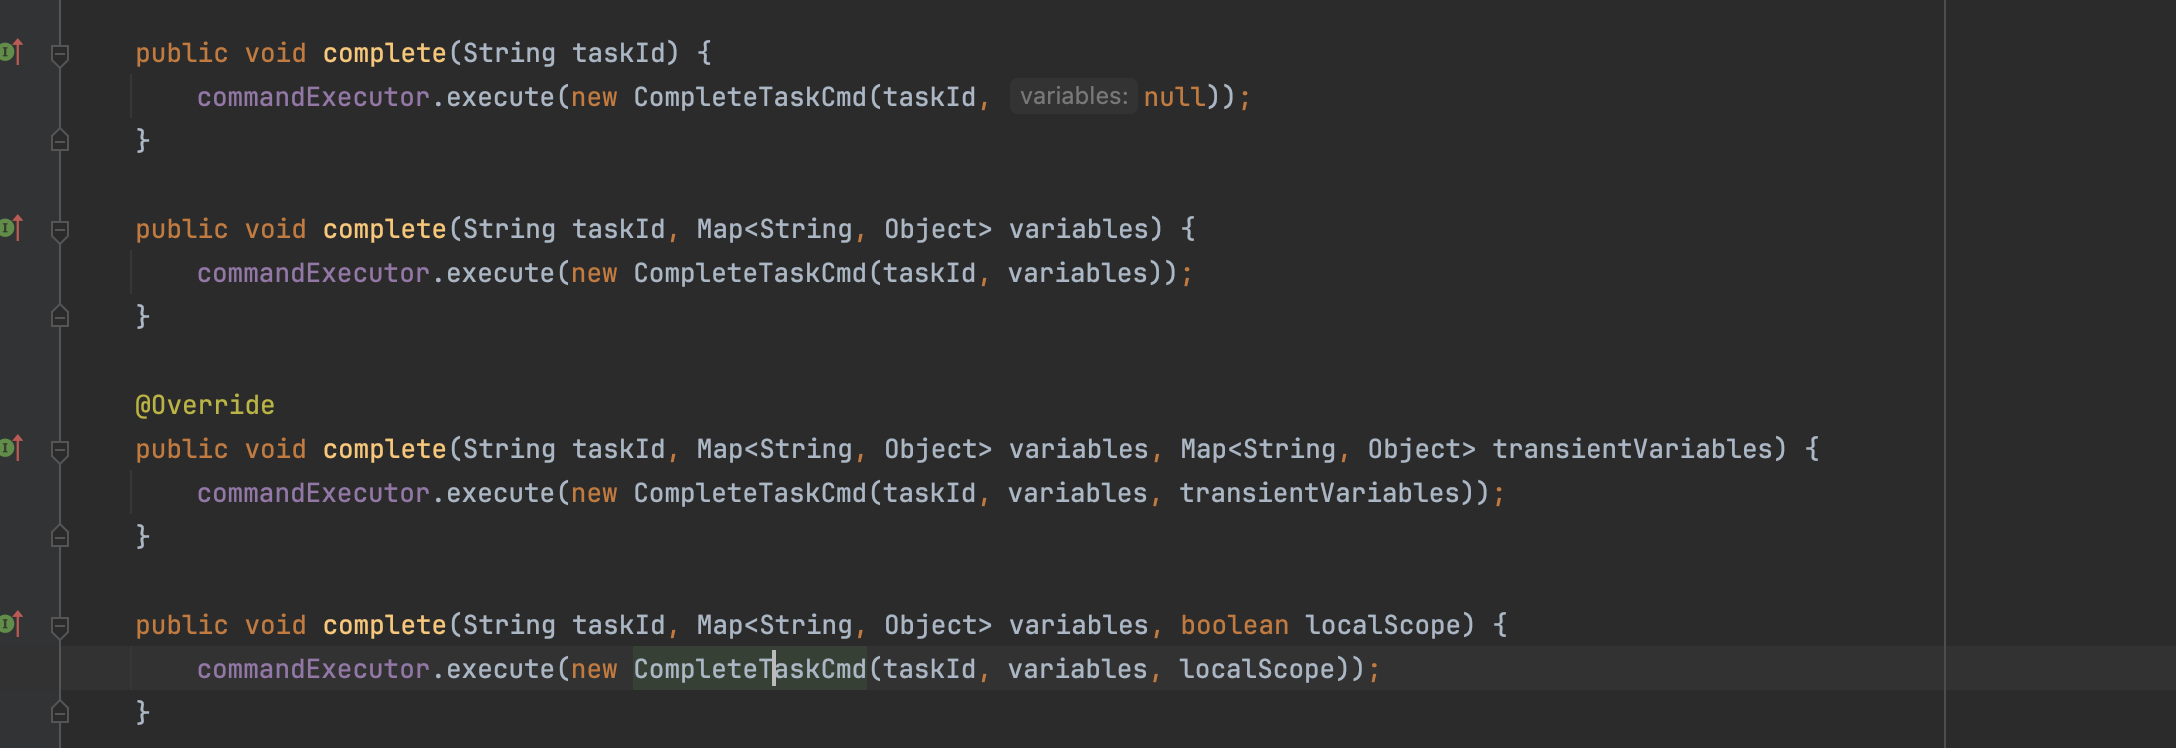 public void complete(String taskId) {
commandExecutor.execute(new CompleteTaskCmd(taskId, variables: null));
}
public void complete(String taskId, Map<String, Object> variables) {
commandExecutor.execute(new CompleteTaskCmd(taskId, variables));
}
@Override
public void complete(String taskId, Map<String, Object> variables, Map<String, Object> transientVariables) {
commandExecutor.execute(new CompleteTaskCmd(taskId, variables, transientVariables));
}
public void complete(String taskId, Map<String, Object> variables, boolean localScope) {
commandExecutor.execute(new CompleteTaskCmd(taskId, variables, localScope));
}